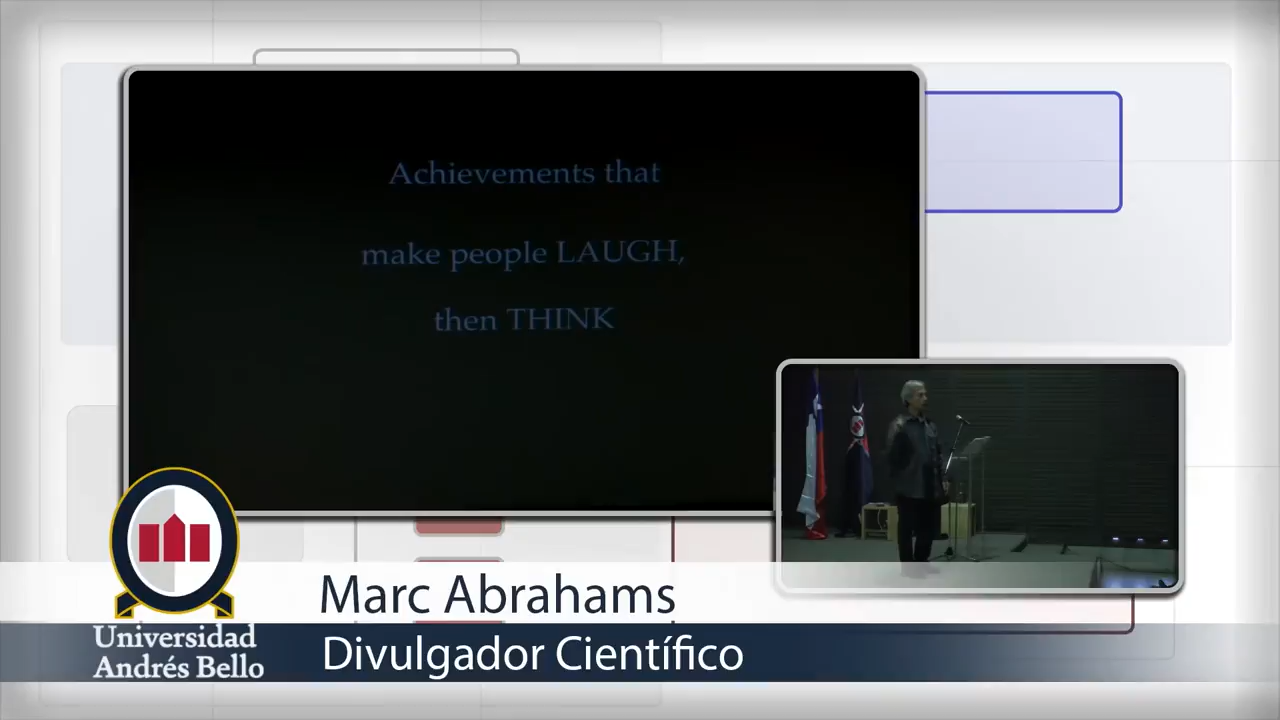 Achievements that
make people LAUGH,
then THINK
Marc Abrahams
Divulgador Científico
Universidad
Andrés Bello